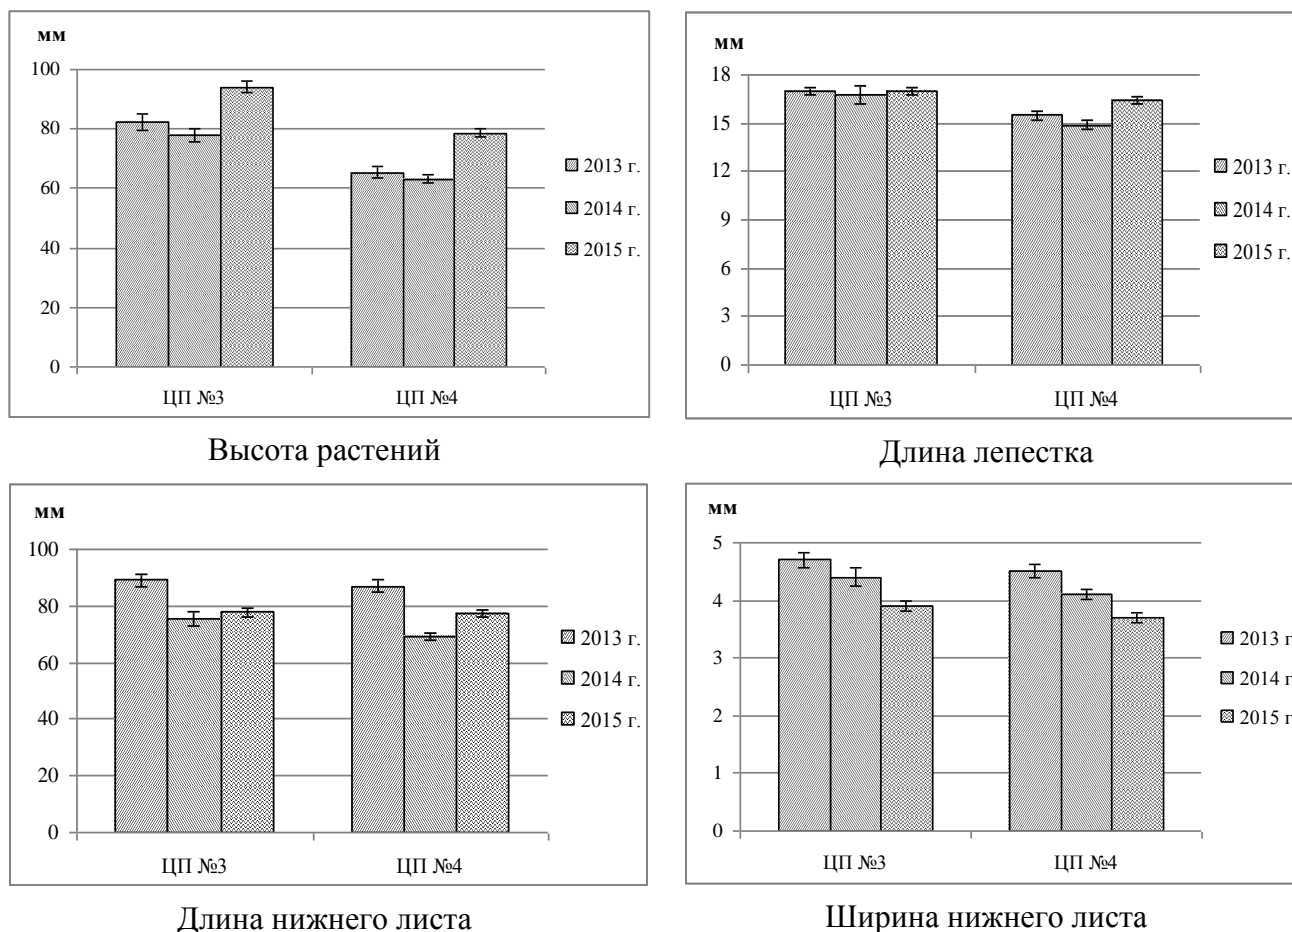 мм
100
80
60
40
20
0
ЦП №3
ЦП №4
2013 г.
2014 г.
2015 г.
Высота растений
мм
18
15
12
9
6
3
0
ЦП №3
ЦП №4
2013 г.
2014 г.
2015 г.
Длина лепестка
мм
100
80
60
40
20
0
ЦП №3
ЦП №4
2013 г.
2014 г.
2015 г.
Длина нижнего листа
мм
5
4
3
2
1
0
ЦП №3
ЦП №4
2013 г
2014 г
2015 г
Ширина нижнего листа